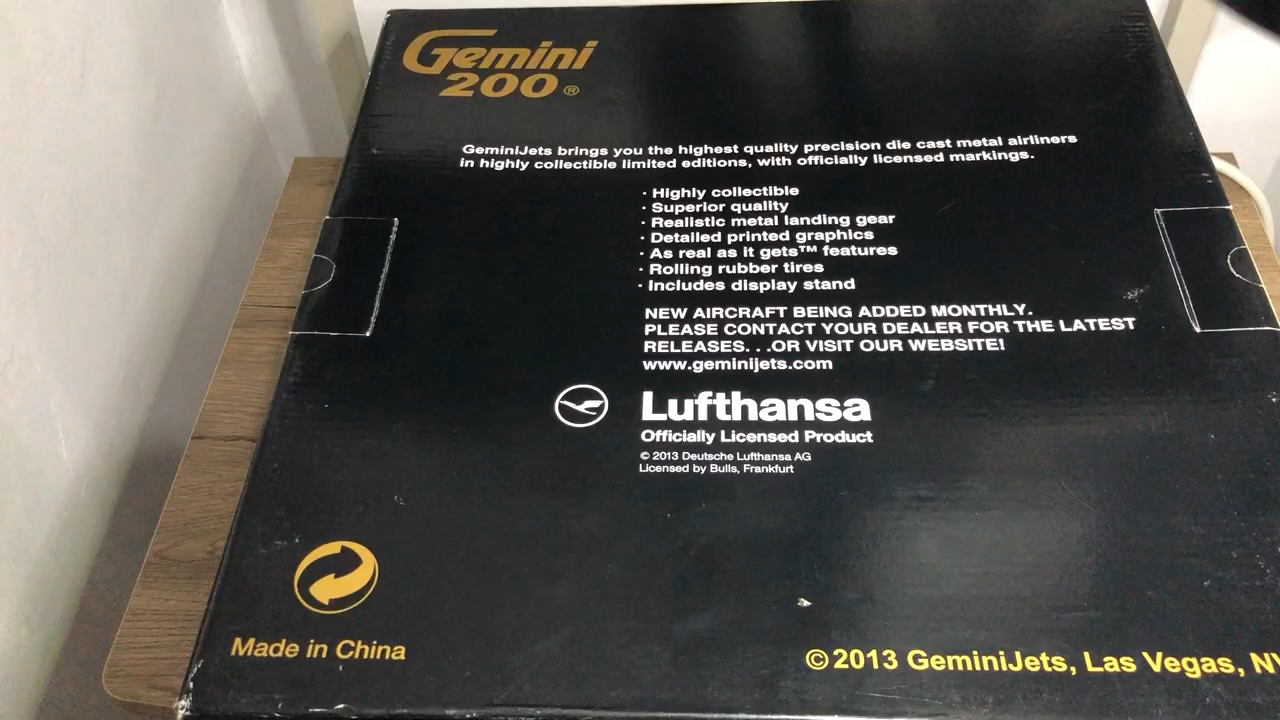 Gemini
200®
GeminiJets brings you the highest quality precision die cast metal airliners
in highly collectible limited editions, with officially licensed markings.
· Highly collectible
· Superior quality
· Realistic metal landing gear
· Detailed printed graphics
· As real as it gets™ features
· Rolling rubber tires
· Includes display stand
NEW AIRCRAFT BEING ADDED MONTHLY.
PLEASE CONTACT YOUR DEALER FOR THE LATEST
RELEASES. . .OR VISIT OUR WEBSITE!
www.geminijets.com
Lufthansa
Officially Licensed Product
© 2013 Deutsche Lufthansa AG
Licensed by Bulls, Frankfurt
Made in China
© 2013 GeminiJets, Las Vegas, NV